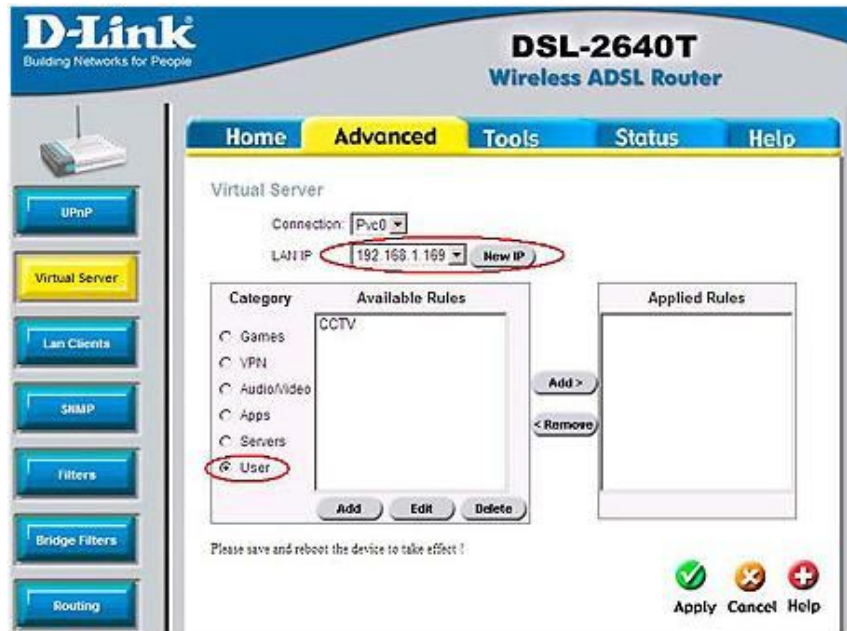 D-Link
Building Networks for People
DSL-2640T
Wireless ADSL Router
Home Advanced Tools Status Help
UPnP
Virtual Server
Lan Clients
SNMP
Filters
Bridge Filters
Routing
Virtual Server
Connection: Pvc0
LAN IP 192.168.1.169 New IP
Category Available Rules Applied Rules
Games
VPN
Audio/Video
Apps
Servers
User
CCTV
Add >
< Remove
Add Edit Delete
Please save and reboot the device to take effect !
Apply Cancel Help